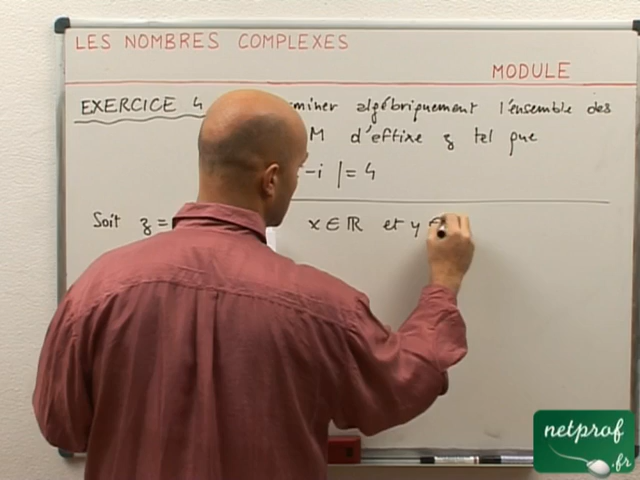 LES NOMBRES COMPLEXES
MODULE
EXERCICE 4 miner algébriquement l'ensemble des
M d'affixe z tel que
-i | = 4
Soit z = x ∈ ℝ et y ∈
netprof
.fr